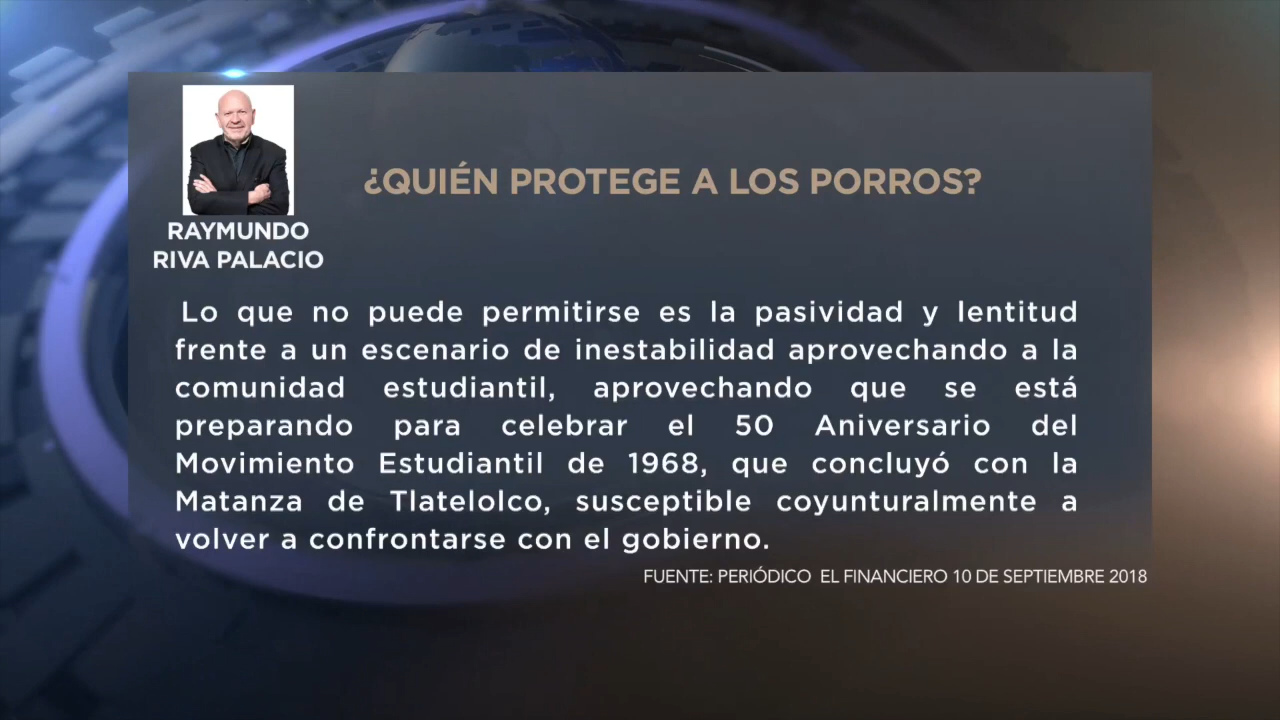 ¿QUIÉN PROTEGE A LOS PORROS?
RAYMUNDO
RIVA PALACIO
Lo que no puede permitirse es la pasividad y lentitud
frente a un escenario de inestabilidad aprovechando a la
comunidad estudiantil, aprovechando que se está
preparando para celebrar el 50 Aniversario del
Movimiento Estudiantil de 1968, que concluyó con la
Matanza de Tlatelolco, susceptible coyunturalmente a
volver a confrontarse con el gobierno.
FUENTE: PERIÓDICO EL FINANCIERO 10 DE SEPTIEMBRE 2018